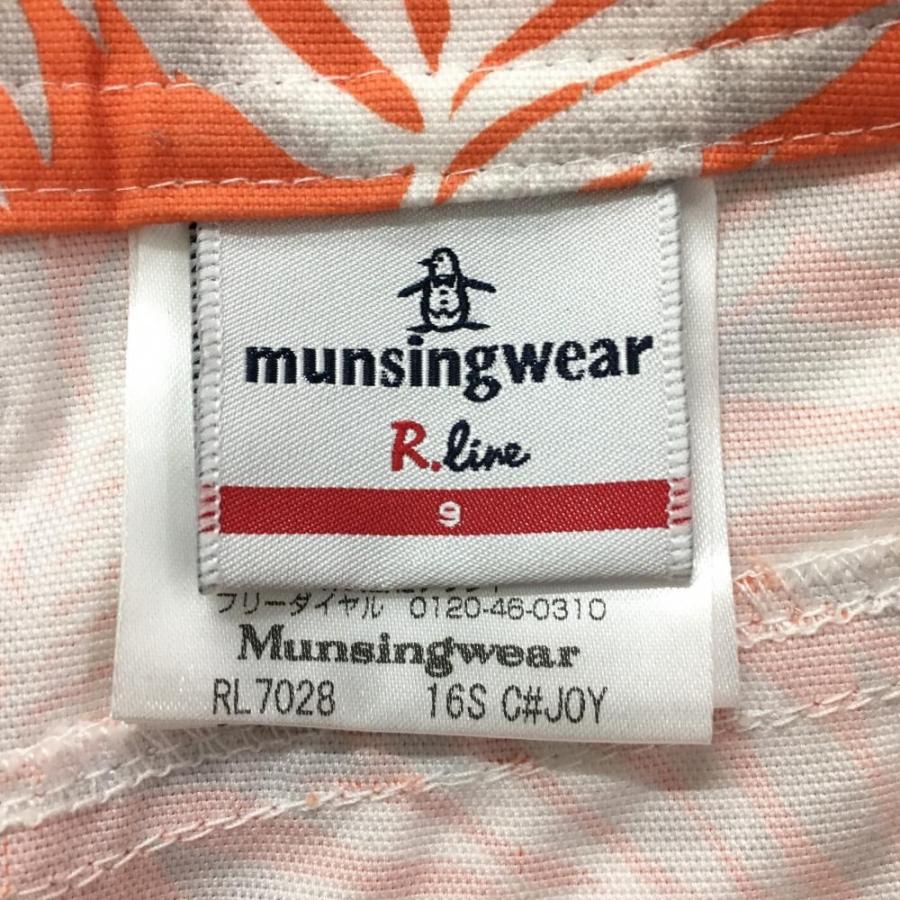 munsingwear
R.line
9
フリーダイヤル 0120-46-0310
Munsingwear
RL7028 16S C#JOY